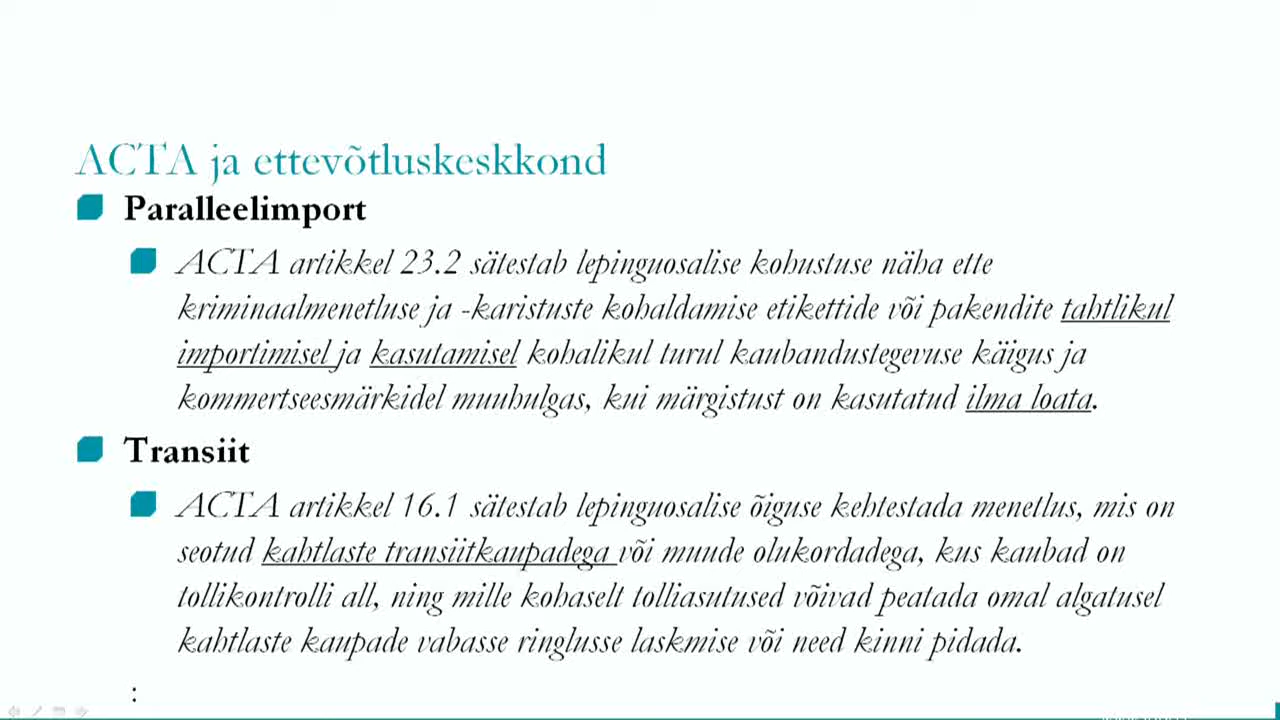 ACTA ja ettevõtluskeskkond
Paralleelimport
ACTA artikkel 23.2 sätestab lepinguosalise kohustuse näha ette
kriminaalmenetluse ja -karistuste kohaldamise etikettide või pakendite tahtlikul
importimisel ja kasutamisel kohalikul turul kaubandustegevuse käigus ja
kommertseesmärkidel muuhulgas, kui märgistust on kasutatud ilma loata.
Transiit
ACTA artikkel 16.1 sätestab lepinguosalise õiguse kehtestada menetlus, mis on
seotud kahtlaste transiitkaupadega või muude olukordadega, kus kaubad on
tollikontrolli all, ning mille kohaselt tolliasutused võivad peatada omal algatusel
kahtlaste kaupade vabasse ringlusse laskmise või need kinni pidada.
: